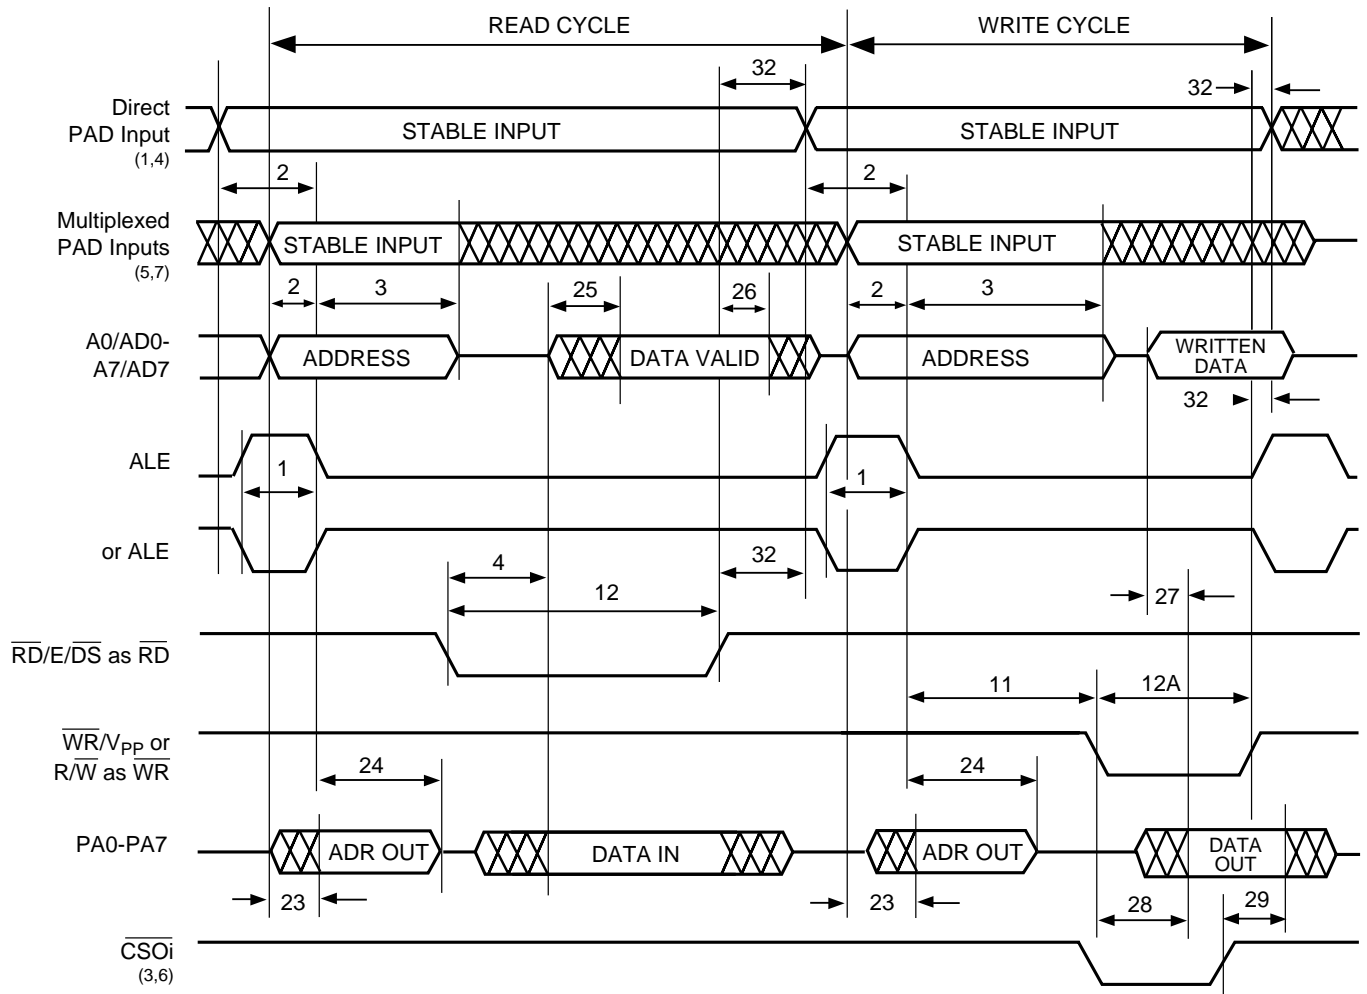 READ CYCLE WRITE CYCLE
32 32
Direct
PAD Input
(1,4)
STABLE INPUT STABLE INPUT
2 2
Multiplexed
PAD Inputs
(5,7)
STABLE INPUT STABLE INPUT
2 3 25 26 2 3
A0/AD0-
A7/AD7
ADDRESS DATA VALID ADDRESS WRITTEN
DATA
32
ALE
1 1
or ALE
4 32
12 27
RD/E/DS as RD
11 12A
WR/VPP or
R/W as WR
24 24
PA0-PA7
ADR OUT DATA IN ADR OUT DATA
OUT
23 23 28 29
CSOi
(3,6)